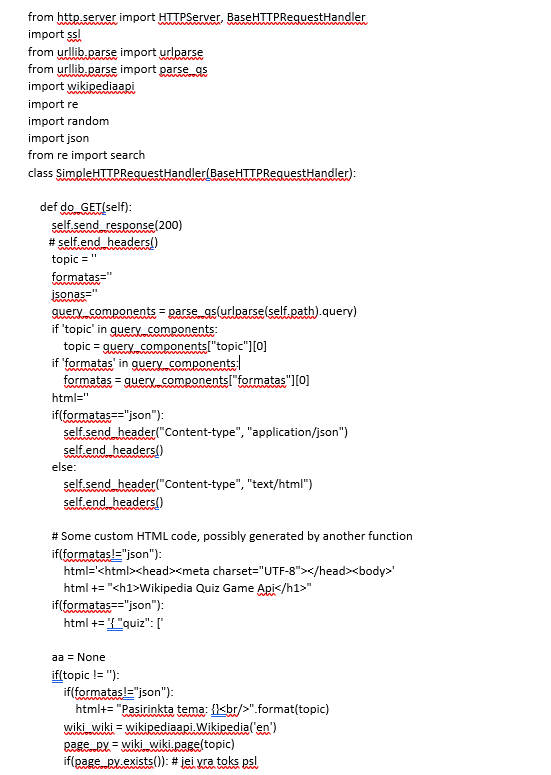 from http.server import HTTPServer, BaseHTTPRequestHandler
import ssl
from urllib.parse import urlparse
from urllib.parse import parse_qs
import wikipediaapi
import re
import random
import json
from re import search
class SimpleHTTPRequestHandler(BaseHTTPRequestHandler):
def do_GET(self):
self.send_response(200)
# self.end_headers()
topic = ''
formatas=''
jsonas=''
query_components = parse_qs(urlparse(self.path).query)
if 'topic' in query_components:
topic = query_components["topic"][0]
if 'formatas' in query_components:
formatas = query_components["formatas"][0]
html=''
if(formatas=="json"):
self.send_header("Content-type", "application/json")
self.end_headers()
else:
self.send_header("Content-type", "text/html")
self.end_headers()
# Some custom HTML code, possibly generated by another function
if(formatas!="json"):
html='<html><head><meta charset="UTF-8"></head><body>'
html += "<h1>Wikipedia Quiz Game Api</h1>"
if(formatas=="json"):
html += '{ "quiz": ['
aa = None
if(topic != ''):
if(formatas!="json"):
html+= "Pasirinkta tema: {}<br/>".format(topic)
wiki_wiki = wikipediaapi.Wikipedia('en')
page_py = wiki_wiki.page(topic)
if(page_py.exists()): # jei yra toks psl